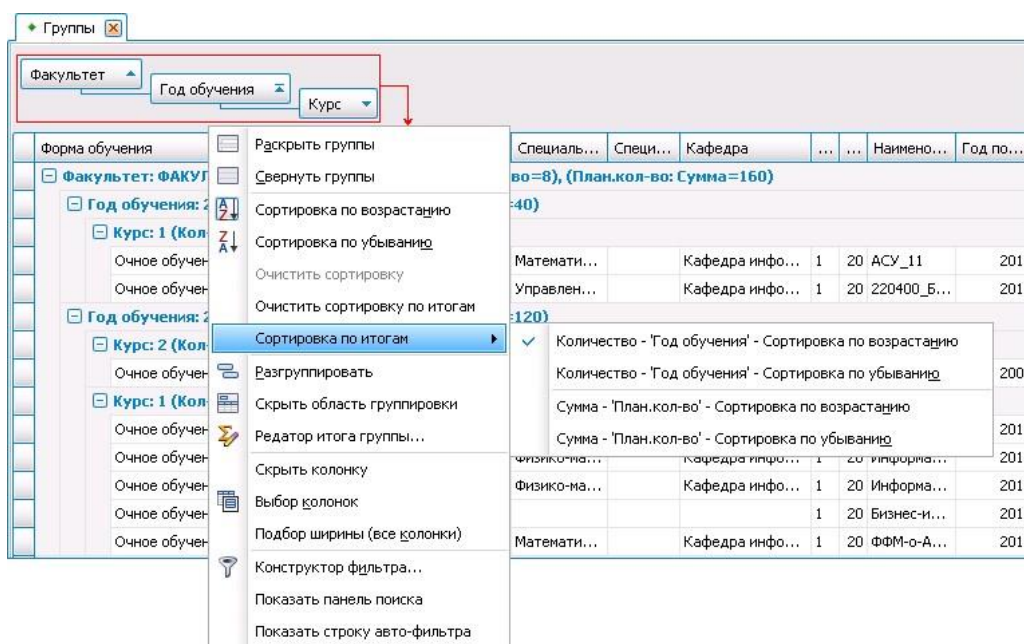 Группы
Факультет
Год обучения
Курс
Форма обучения Специаль... Специ... Кафедра ... ... Наимено... Год по...
Факультет: ФАКУЛ во=8), (План.кол-во: Сумма=160)
Год обучения: 2 =40)
Курс: 1 (Кол
Очное обучен Математи... Кафедра инфо... 1 20 АСУ_11 201
Очное обучен Управлен... Кафедра инфо... 1 20 220400_Б... 201
Год обучения: 2 =120)
Курс: 2 (Кол
Очное обучен 200
Курс: 1 (Кол
Очное обучен 201
Очное обучен Физико-ма... Кафедра инфо... 1 20 Информа... 201
Очное обучен Физико-ма... Кафедра инфо... 1 20 Информа... 201
Очное обучен 1 20 Бизнес-и... 201
Очное обучен Математи... Кафедра инфо... 1 20 ФФМ-о-А... 201
Раскрыть группы
Свернуть группы
Сортировка по возрастанию
Сортировка по убыванию
Очистить сортировку
Очистить сортировку по итогам
Сортировка по итогам
Разгруппировать
Скрыть область группировки
Редатор итога группы...
Скрыть колонку
Выбор колонок
Подбор ширины (все колонки)
Конструктор фильтра...
Показать панель поиска
Показать строку авто-фильтра
Количество - 'Год обучения' - Сортировка по возрастанию
Количество - 'Год обучения' - Сортировка по убыванию
Сумма - 'План.кол-во' - Сортировка по возрастанию
Сумма - 'План.кол-во' - Сортировка по убыванию